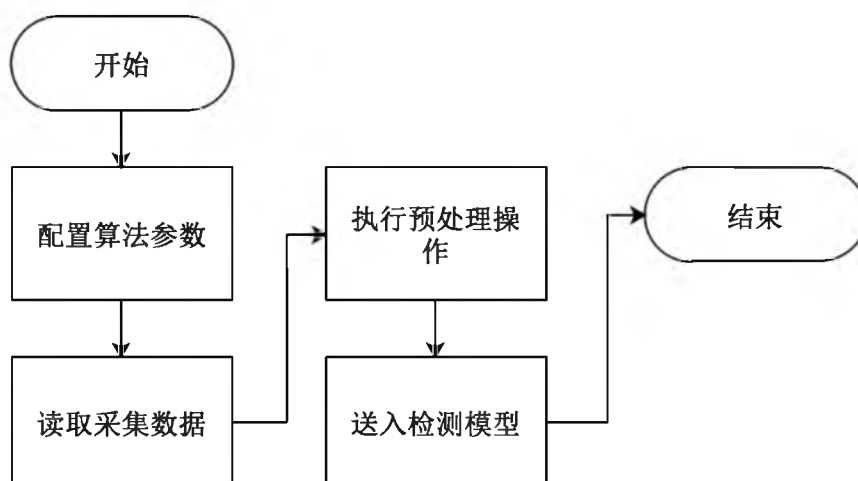 开始
配置算法参数
读取采集数据
执行预处理操
作
送入检测模型
结束